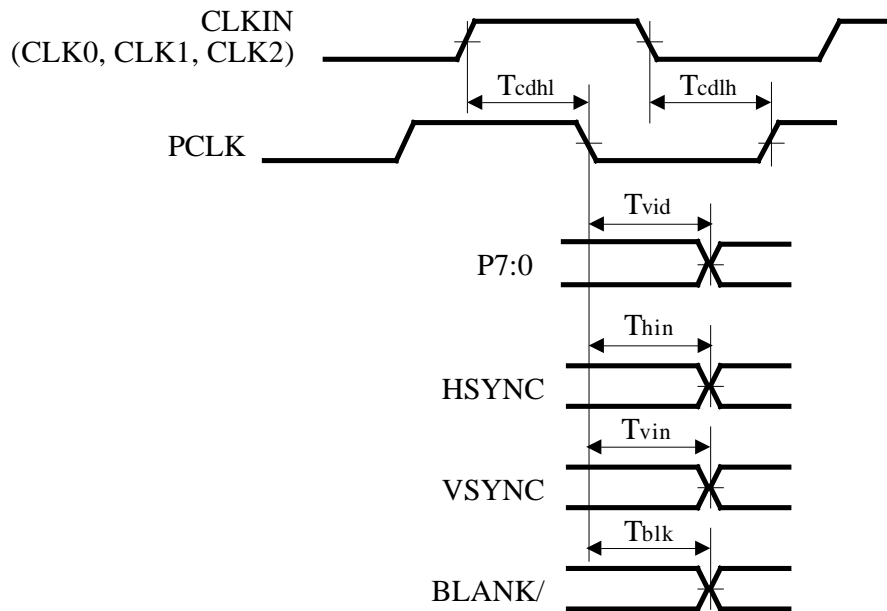 CLKIN
(CLK0, CLK1, CLK2)
Tcdhl
Tcdlh
PCLK
Tvid
P7:0
Thin
HSYNC
Tvin
VSYNC
Tblk
BLANK/